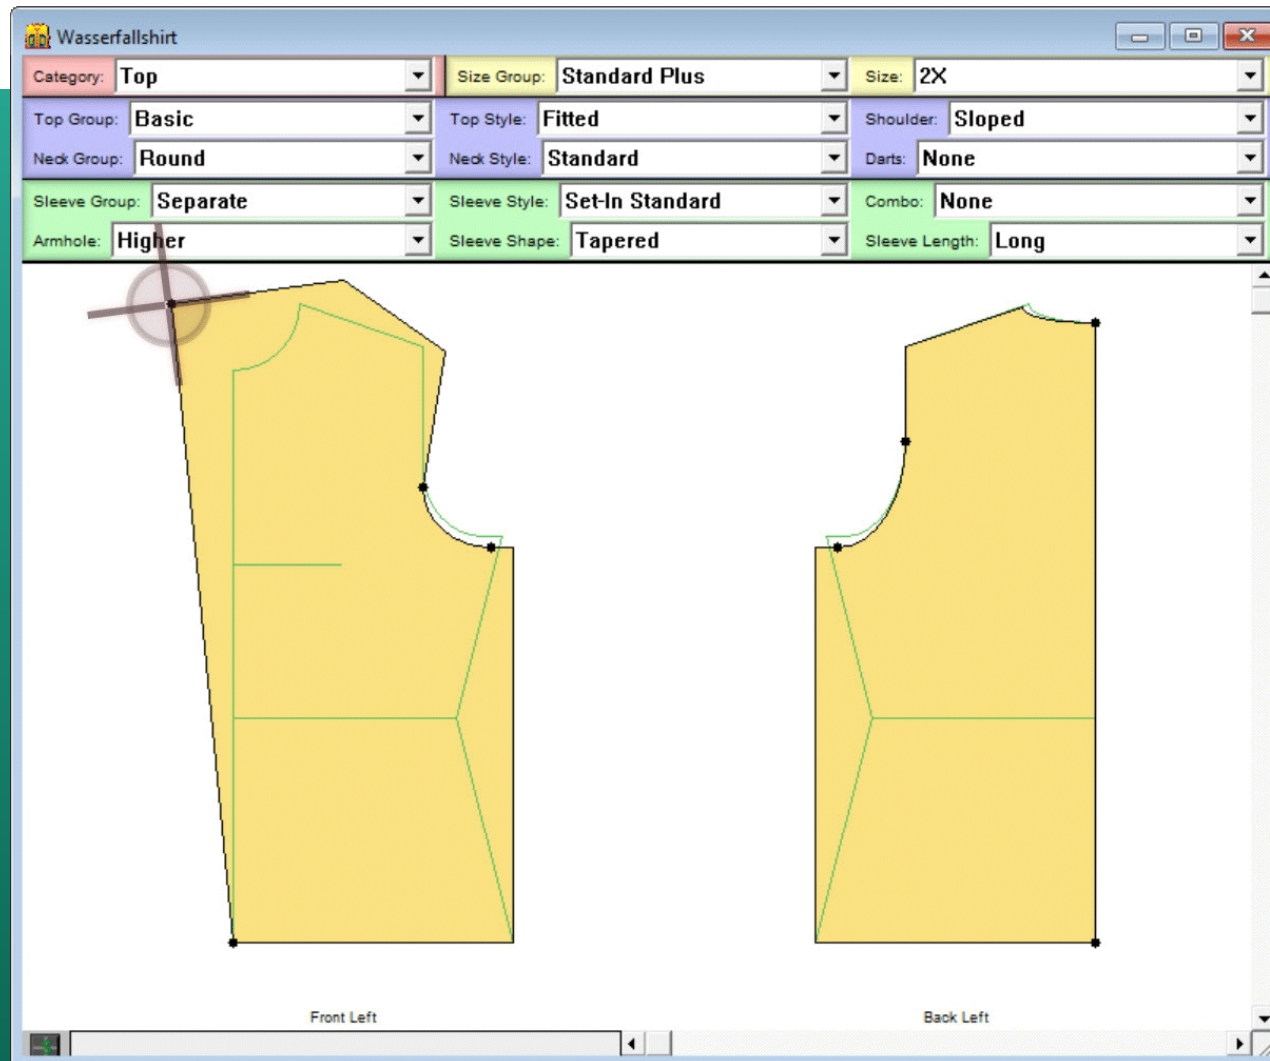 Wasserfallshirt
Category: Top Size Group: Standard Plus Size: 2X
Top Group: Basic Top Style: Fitted Shoulder: Sloped
Neck Group: Round Neck Style: Standard Darts: None
Sleeve Group: Separate Sleeve Style: Set-In Standard Combo: None
Armhole: Higher Sleeve Shape: Tapered Sleeve Length: Long
Front Left Back Left